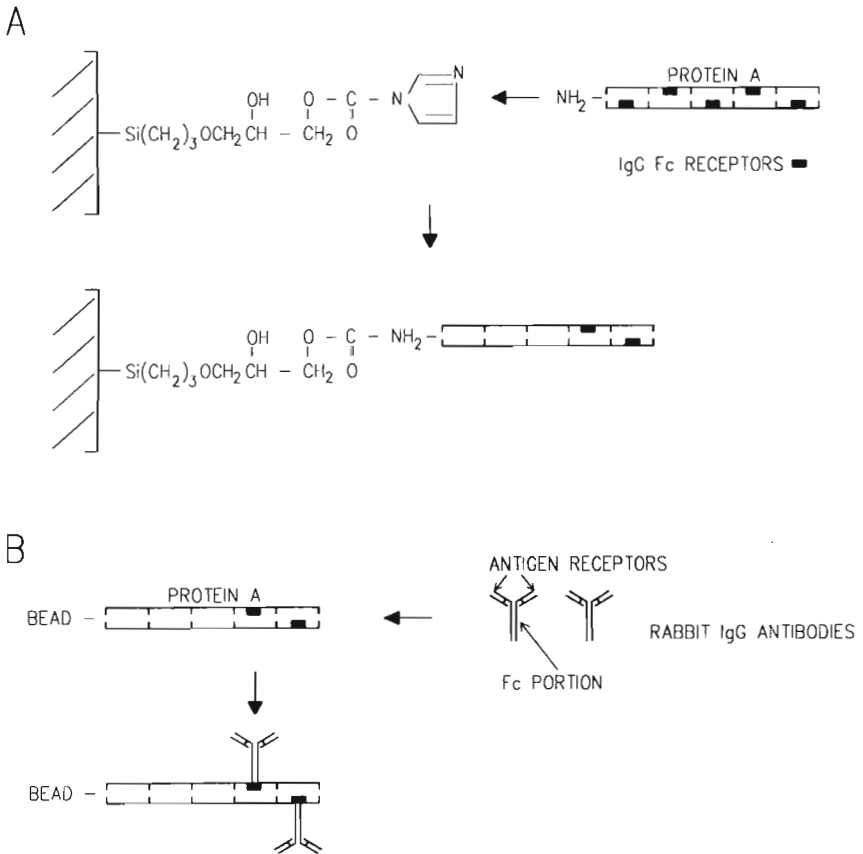 A
PROTEIN A
OH O – C – N N ← NH2 –
Si(CH2)3OCH2CH – CH2 O
IgG Fc RECEPTORS
OH O – C – NH2 –
Si(CH2)3OCH2CH – CH2 O
B
ANTIGEN RECEPTORS
PROTEIN A
BEAD –
RABBIT IgG ANTIBODIES
Fc PORTION
BEAD –